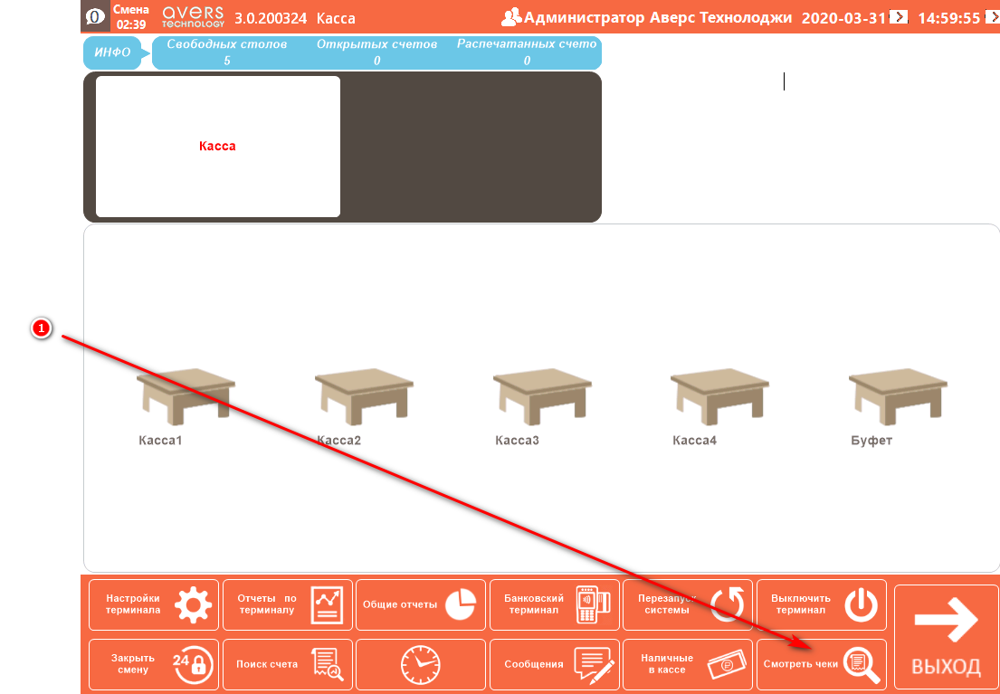 0
Смена
02:39
avers
TECHNOLOGY
3.0.200324 Касса
Администратор Аверс Технолоджи 2020-03-31 14:59:55
ИНФО
Свободных столов
5
Открытых счетов
0
Распечатанных счето
0
Касса
1
Касса1
Касса2
Касса3
Касса4
Буфет
Настройки
терминала
Отчеты по
терминалу
Общие отчеты
Банковский
терминал
Перезапуск
системы
Выключить
терминал
Закрыть
смену
24
Поиск счета
Сообщения
Наличные
в кассе
Смотреть чеки
ВЫХОД